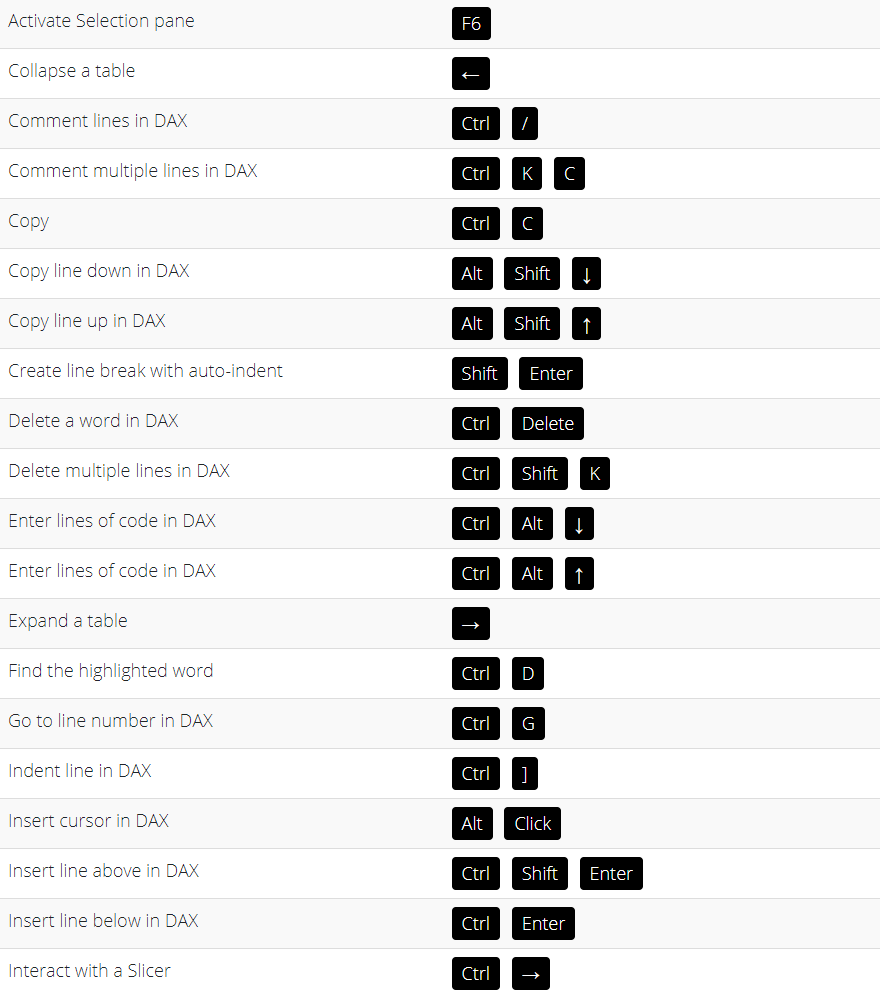 Activate Selection pane F6
Collapse a table ←
Comment lines in DAX Ctrl /
Comment multiple lines in DAX Ctrl K C
Copy Ctrl C
Copy line down in DAX Alt Shift ↓
Copy line up in DAX Alt Shift ↑
Create line break with auto-indent Shift Enter
Delete a word in DAX Ctrl Delete
Delete multiple lines in DAX Ctrl Shift K
Enter lines of code in DAX Ctrl Alt ↓
Enter lines of code in DAX Ctrl Alt ↑
Expand a table →
Find the highlighted word Ctrl D
Go to line number in DAX Ctrl G
Indent line in DAX Ctrl ]
Insert cursor in DAX Alt Click
Insert line above in DAX Ctrl Shift Enter
Insert line below in DAX Ctrl Enter
Interact with a Slicer Ctrl →